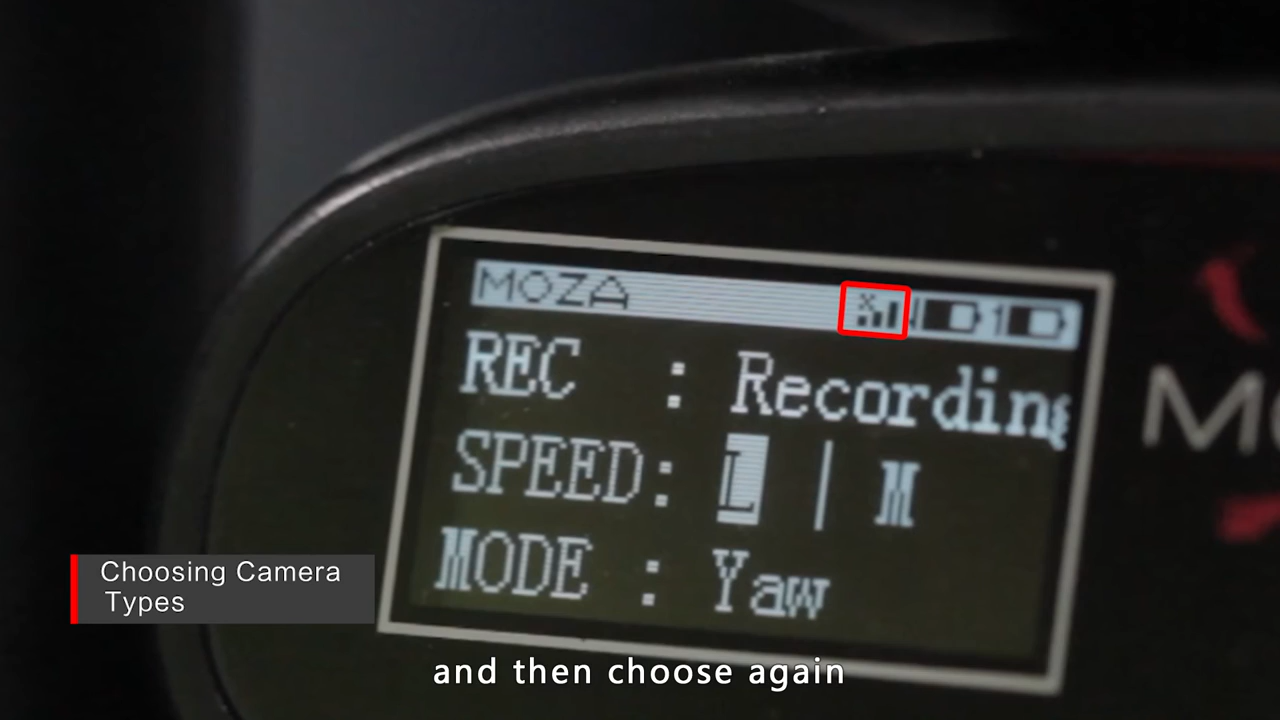 MOZA
REC : Recording
SPEED: L | M
MODE : Yaw
Choosing Camera
Types
and then choose again